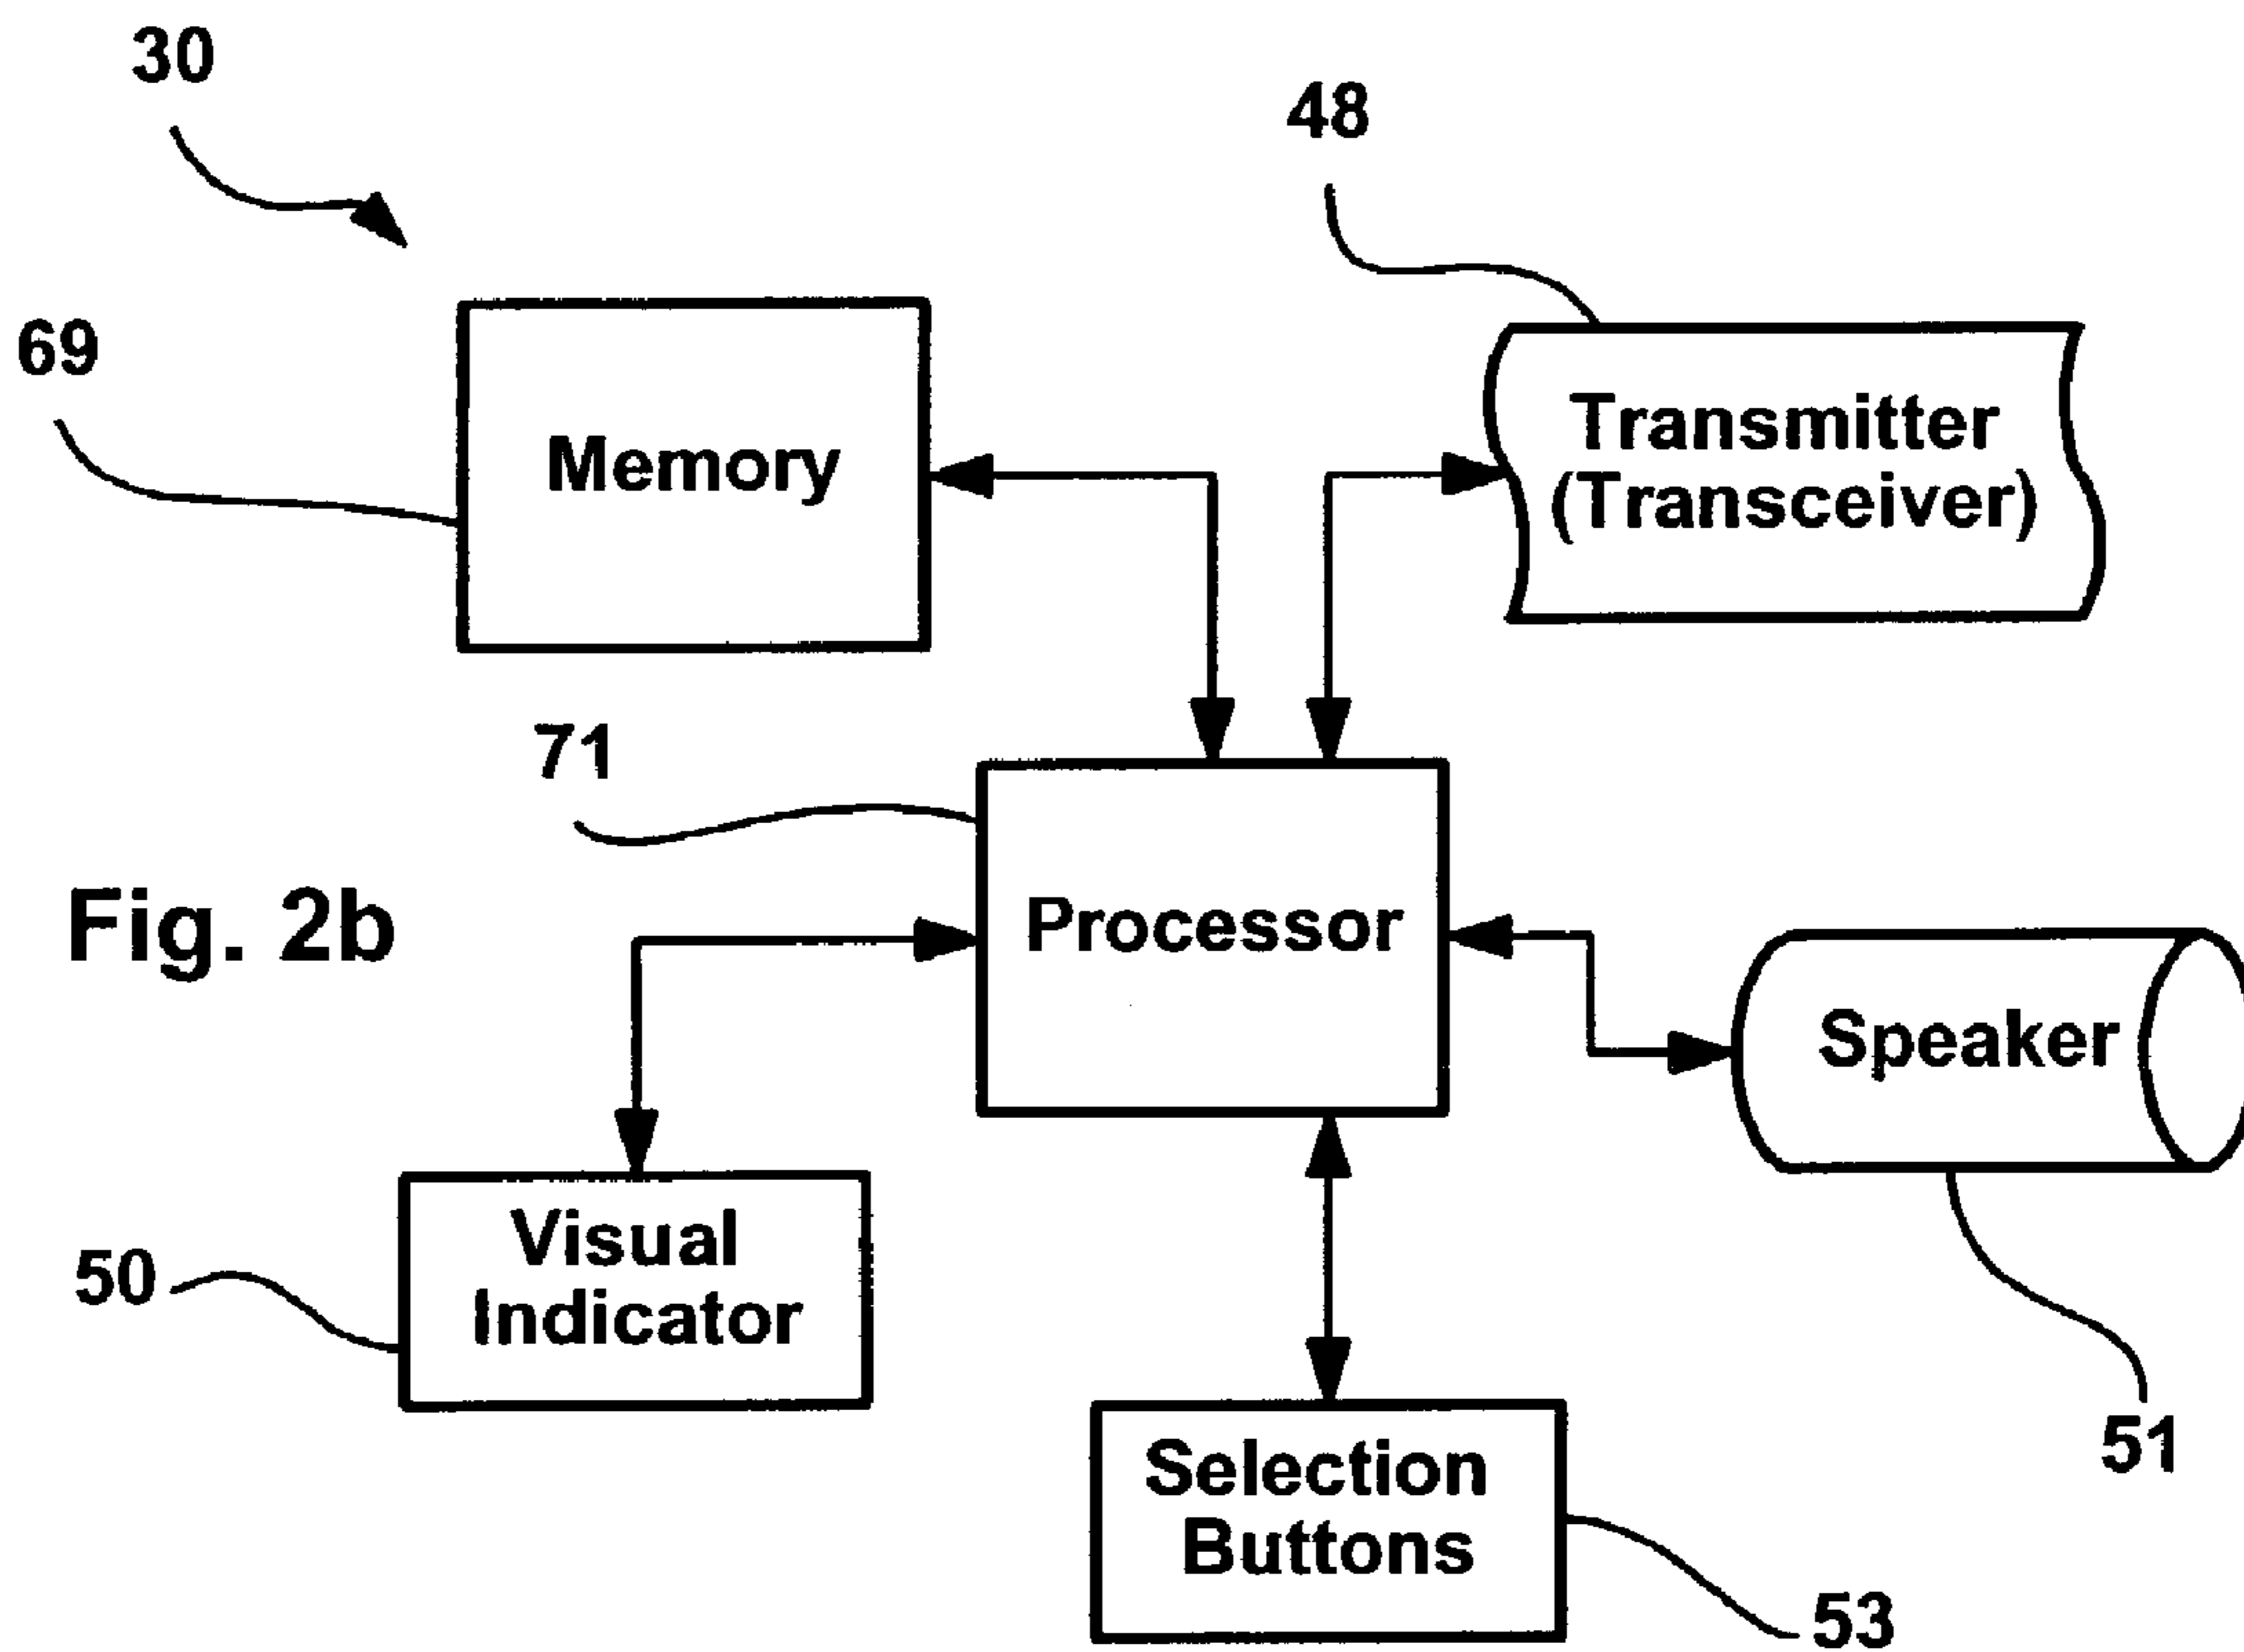 30
48
69
Memory
Transmitter
(Transceiver)
71
Processor
Fig. 2b
Speaker
Visual
Indicator
50
51
Selection
Buttons
53